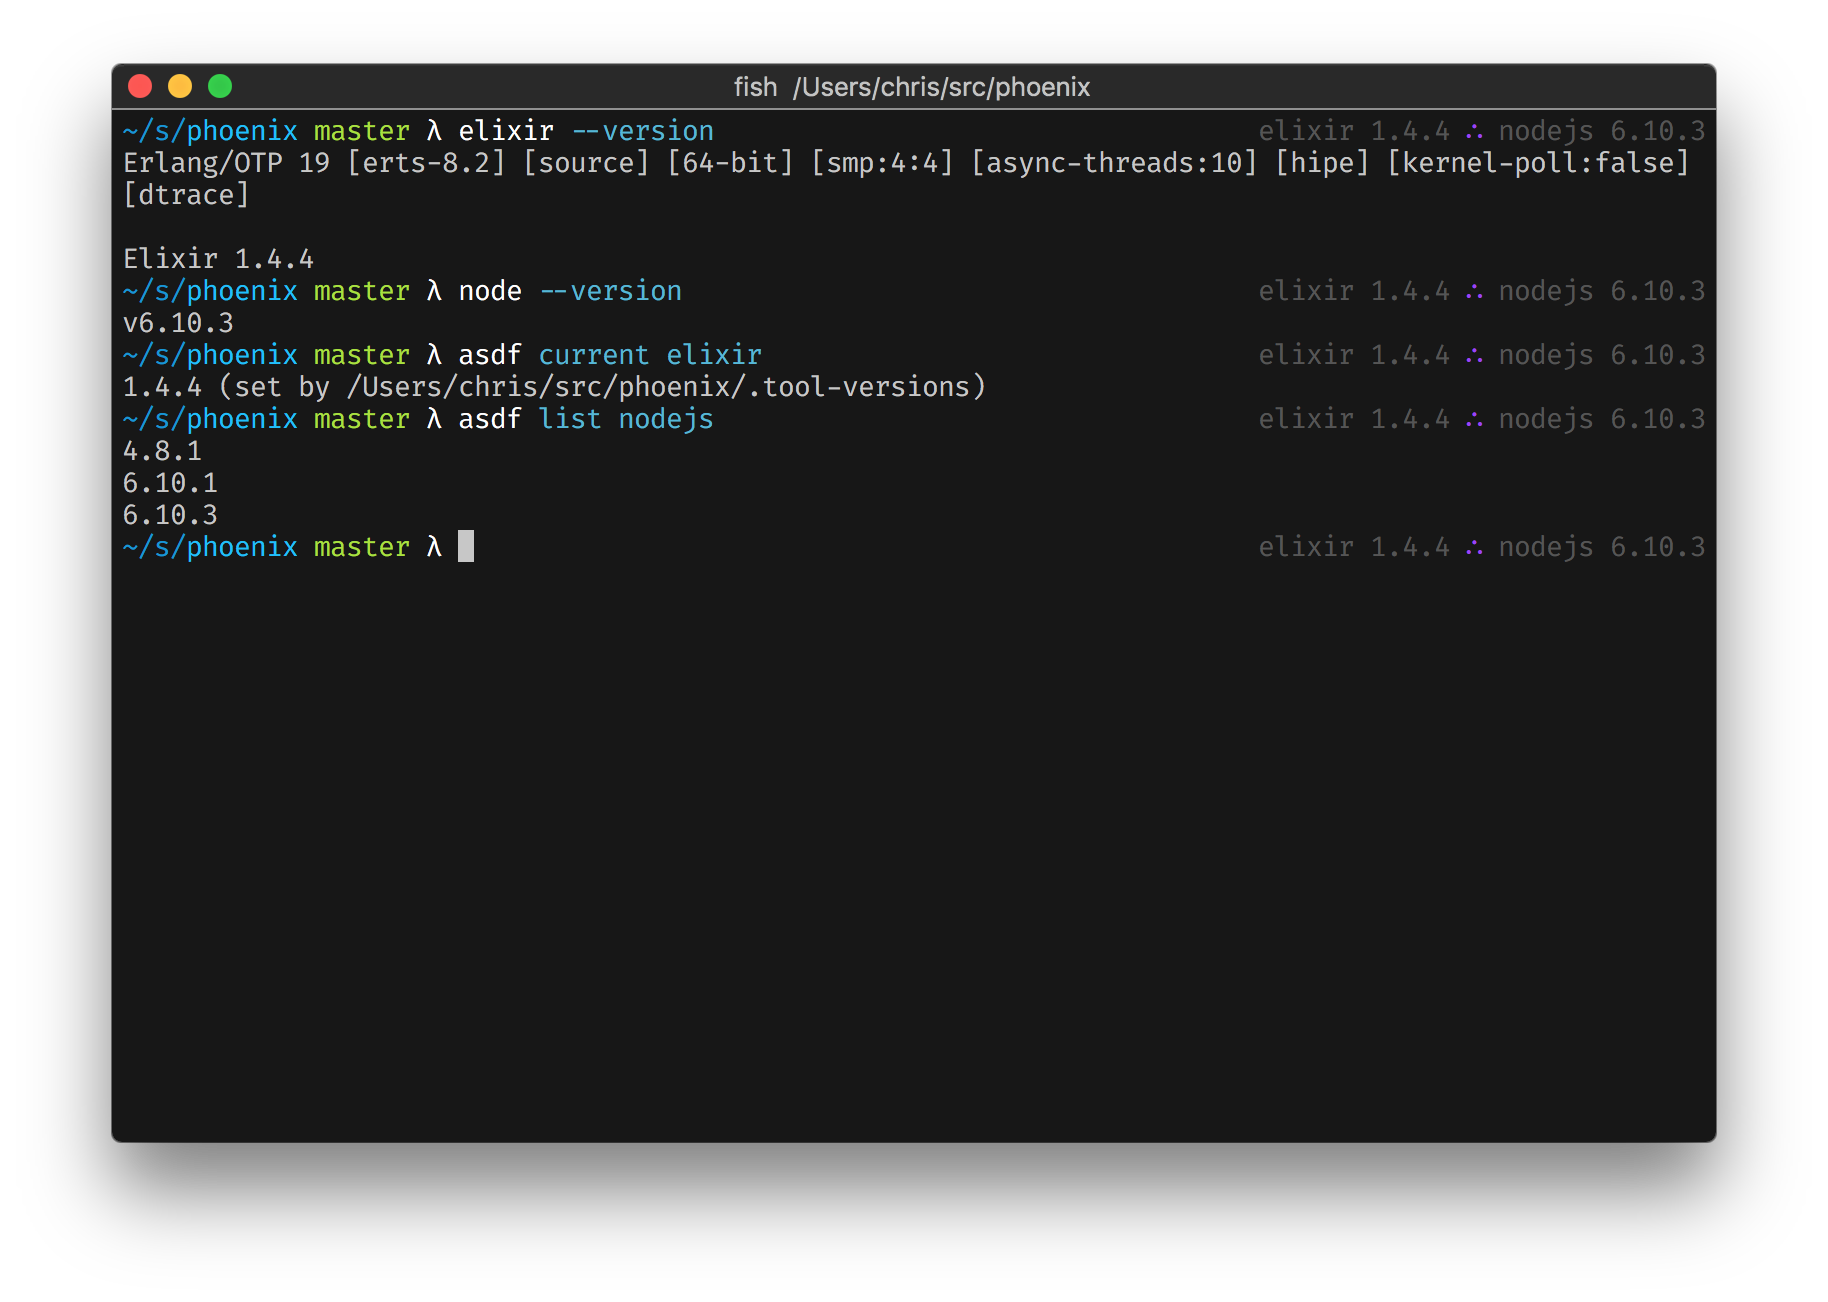 fish /Users/chris/src/phoenix
~/s/phoenix master λ elixir --version elixir 1.4.4 ∴ nodejs 6.10.3
Erlang/OTP 19 [erts-8.2] [source] [64-bit] [smp:4:4] [async-threads:10] [hipe] [kernel-poll:false]
[dtrace]
Elixir 1.4.4
~/s/phoenix master λ node --version elixir 1.4.4 ∴ nodejs 6.10.3
v6.10.3
~/s/phoenix master λ asdf current elixir elixir 1.4.4 ∴ nodejs 6.10.3
1.4.4 (set by /Users/chris/src/phoenix/.tool-versions)
~/s/phoenix master λ asdf list nodejs elixir 1.4.4 ∴ nodejs 6.10.3
4.8.1
6.10.1
6.10.3
~/s/phoenix master λ elixir 1.4.4 ∴ nodejs 6.10.3